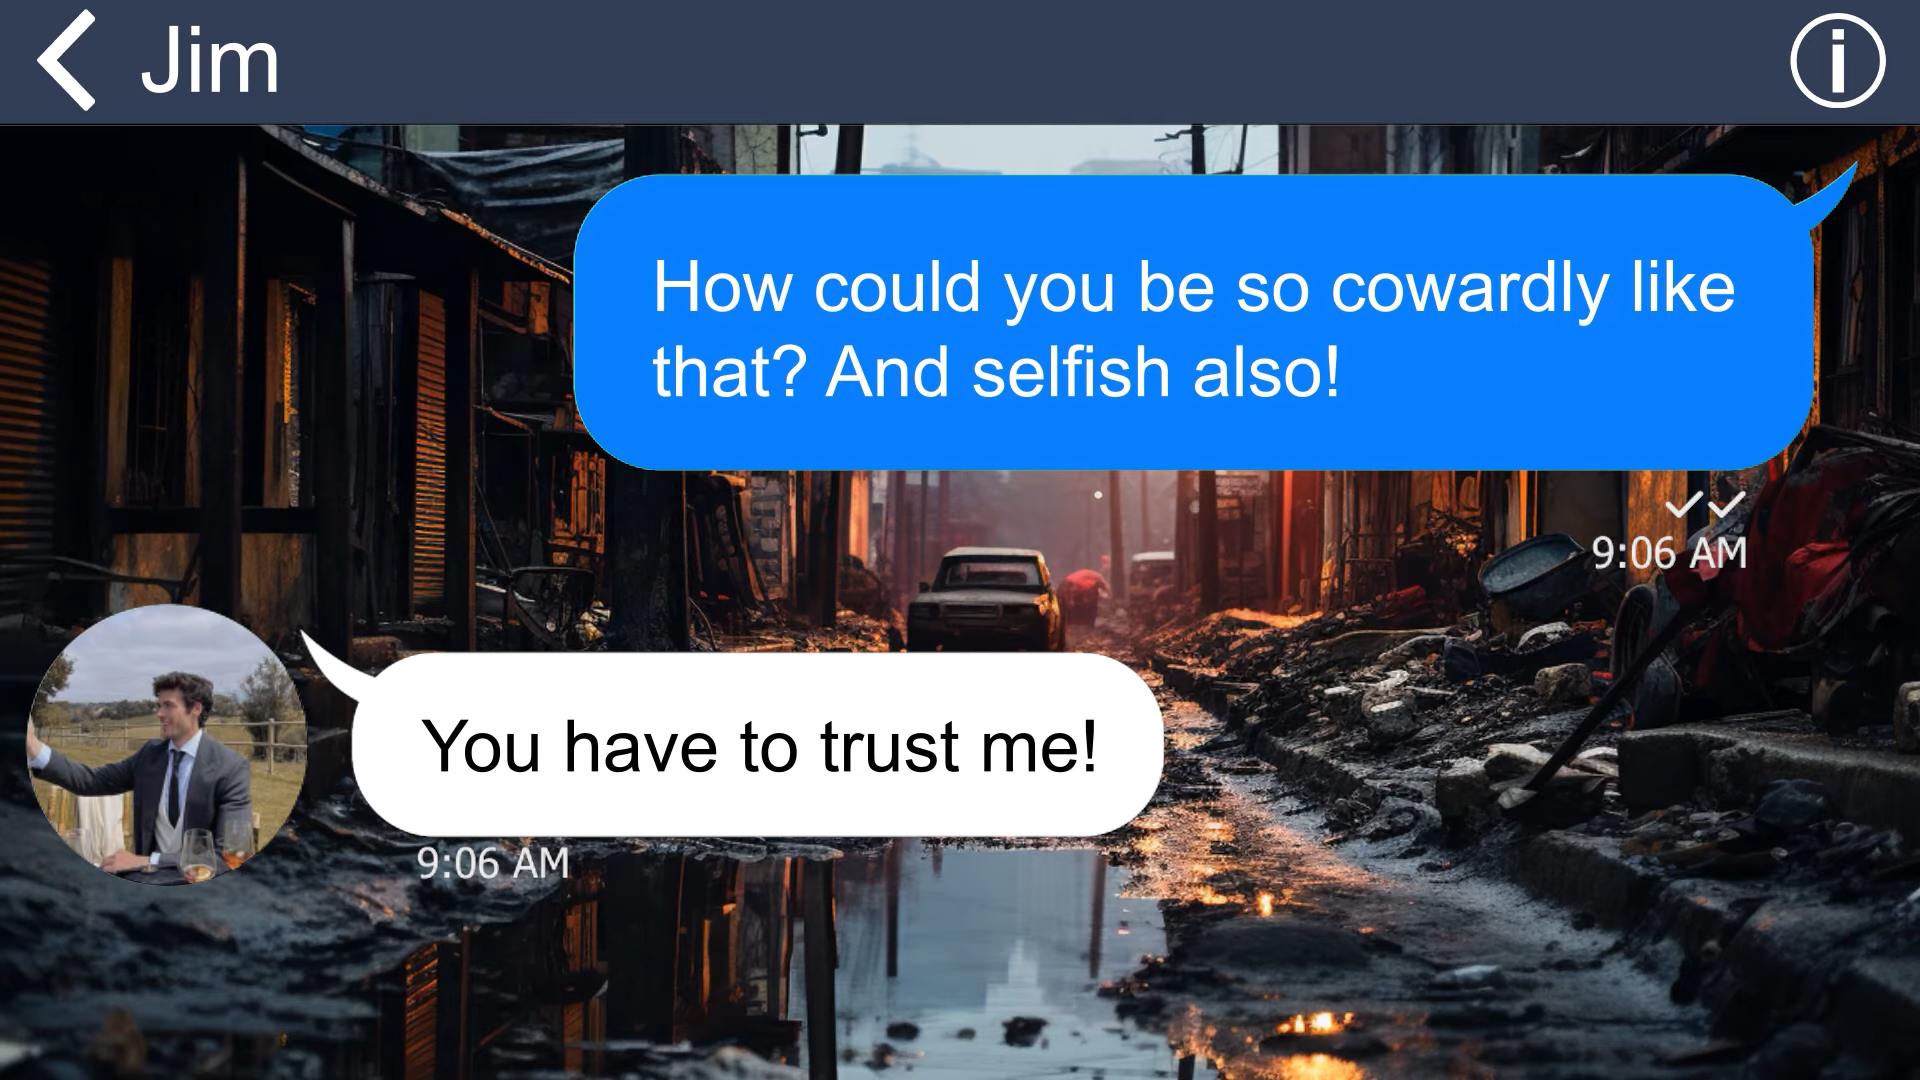 Jim
How could you be so cowardly like
that? And selfish also!
9:06 AM
You have to trust me!
9:06 AM